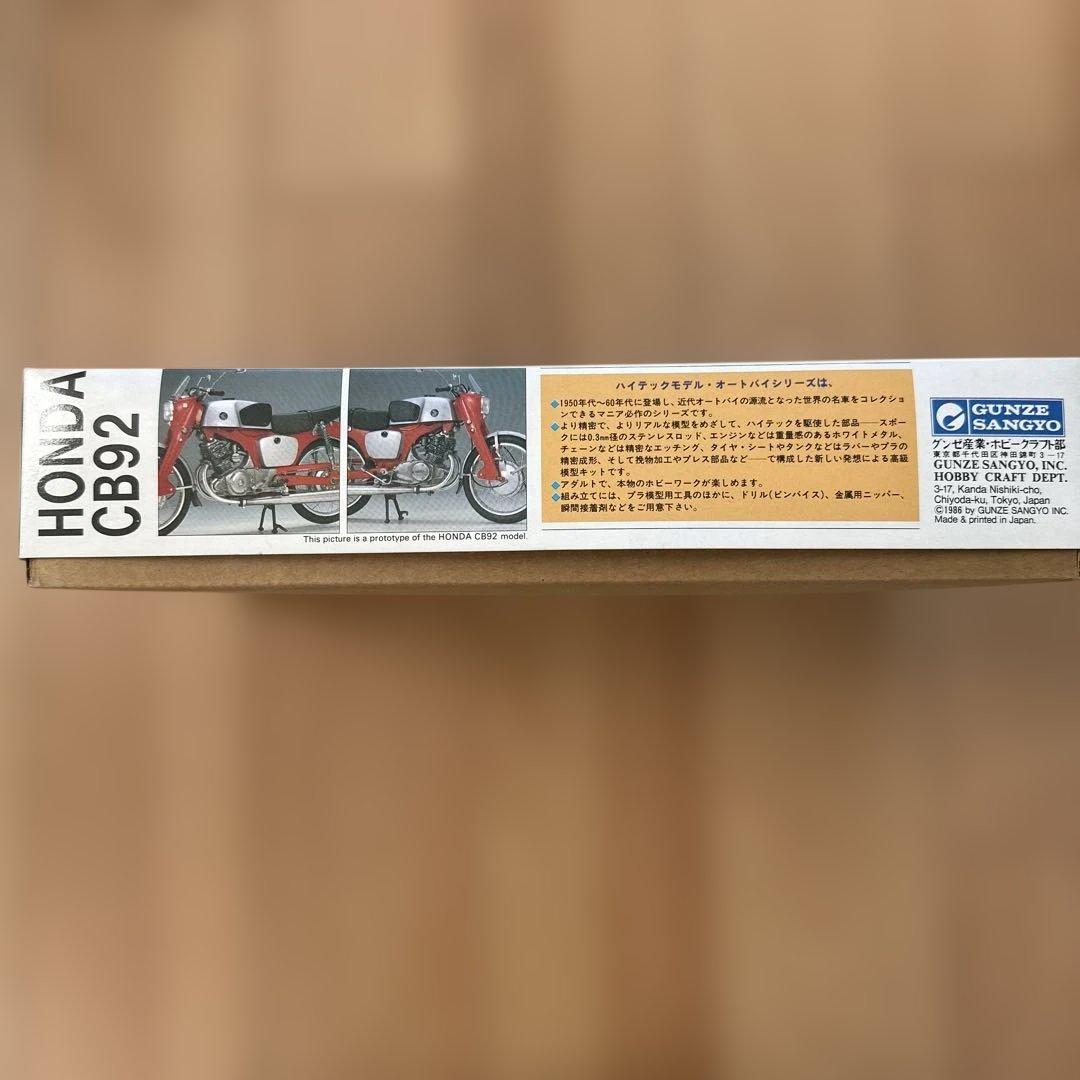 HONDA
CB92
This picture is a prototype of the HONDA CB92 model.
ハイテックモデル・オートバイシリーズは、
◆1950年代〜60年代に登場し、近代オートバイの源流となった世界の名車をコレクショ
ンできるマニア必作のシリーズです。
◆より精密で、よりリアルな模型をめざして、ハイテックを駆使した部品──スポー
クには0.3㎜径のステンレスロッド、エンジンなどは重量感のあるホワイトメタル、
チェーンなどは精密なエッチング、タイヤ・シートやタンクなどはラバーやプラの
精密成形、そして挽物加工やプレス部品など──で構成した新しい発想による高級
模型キットです。
◆アダルトで、本物のホビーワークが楽しめます。
◆組み立てには、プラ模型用工具のほかに、ドリル(ピンバイス)、金属用ニッパー、
瞬間接着剤などをご用意下さい。
GUNZE
SANGYO
グンゼ産業・ホビークラフト部
東京都千代田区神田錦町3-17
GUNZE SANGYO, INC.
HOBBY CRAFT DEPT.
3-17, Kanda Nishiki-cho,
Chiyoda-ku, Tokyo, Japan
©1986 by GUNZE SANGYO INC.
Made & printed in Japan.